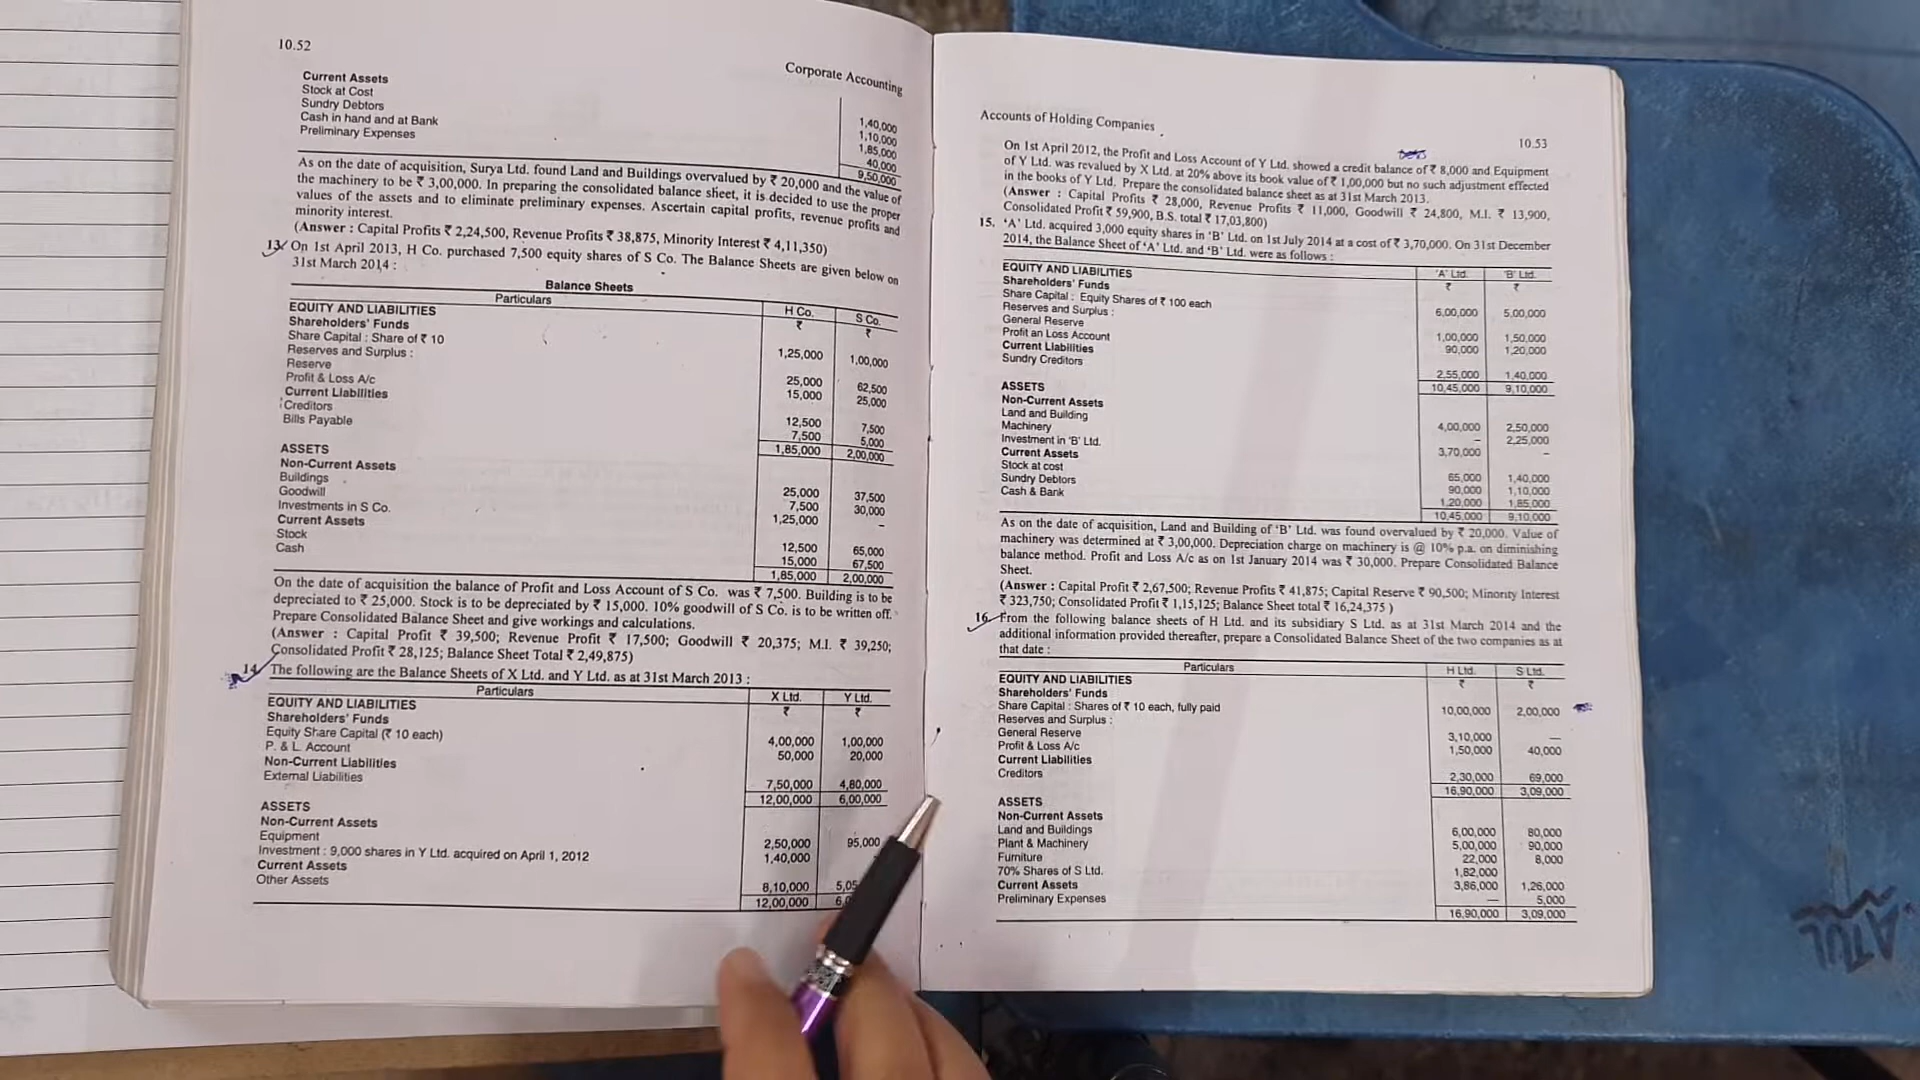 10.52
Corporate Accounting
Current Assets
Stock at Cost 1,40,000
Sundry Debtors 1,10,000
Cash in hand and at Bank 1,85,000
Preliminary Expenses 40,000
9,50,000
As on the date of acquisition, Surya Ltd. found Land and Buildings overvalued by ₹ 20,000 and the value of
the machinery to be ₹ 3,00,000. In preparing the consolidated balance sheet, it is decided to use the proper
values of the assets and to eliminate preliminary expenses. Ascertain capital profits, revenue profits and
minority interest.
(Answer : Capital Profits ₹ 2,24,500, Revenue Profits ₹ 38,875, Minority Interest ₹ 4,11,350)
13. On 1st April 2013, H Co. purchased 7,500 equity shares of S Co. The Balance Sheets are given below on
31st March 2014 :
Balance Sheets
Particulars H Co. S Co.
₹ ₹
EQUITY AND LIABILITIES
Shareholders' Funds
Share Capital : Share of ₹ 10 1,25,000 1,00,000
Reserves and Surplus :
Reserve 25,000 62,500
Profit & Loss A/c 15,000 25,000
Current Liabilities
Creditors 12,500 7,500
Bills Payable 7,500 5,000
1,85,000 2,00,000
ASSETS
Non-Current Assets
Buildings 25,000 37,500
Goodwill 7,500 30,000
Investments in S Co. 1,25,000 –
Current Assets
Stock 12,500 65,000
Cash 15,000 67,500
1,85,000 2,00,000
On the date of acquisition the balance of Profit and Loss Account of S Co. was ₹ 7,500. Building is to be
depreciated to ₹ 25,000. Stock is to be depreciated by ₹ 15,000. 10% goodwill of S Co. is to be written off.
Prepare Consolidated Balance Sheet and give workings and calculations.
(Answer : Capital Profit ₹ 39,500; Revenue Profit ₹ 17,500; Goodwill ₹ 20,375; M.I. ₹ 39,250;
Consolidated Profit ₹ 28,125; Balance Sheet Total ₹ 2,49,875)
14. The following are the Balance Sheets of X Ltd. and Y Ltd. as at 31st March 2013 :
Particulars X Ltd. Y Ltd.
₹ ₹
EQUITY AND LIABILITIES
Shareholders' Funds
Equity Share Capital (₹ 10 each) 4,00,000 1,00,000
P. & L. Account 50,000 20,000
Non-Current Liabilities
External Liabilities 7,50,000 4,80,000
12,00,000 6,00,000
ASSETS
Non-Current Assets
Equipment 2,50,000 95,000
Investment : 9,000 shares in Y Ltd. acquired on April 1, 2012 1,40,000
Current Assets
Other Assets 8,10,000 5,05
12,00,000 6,0
Accounts of Holding Companies
10.53
On 1st April 2012, the Profit and Loss Account of Y Ltd. showed a credit balance of ₹ 8,000 and Equipment
of Y Ltd. was revalued by X Ltd. at 20% above its book value of ₹ 1,00,000 but no such adjustment effected
in the books of Y Ltd. Prepare the consolidated balance sheet as at 31st March 2013.
(Answer : Capital Profits ₹ 28,000, Revenue Profits ₹ 11,000, Goodwill ₹ 24,800, M.I. ₹ 13,900,
Consolidated Profit ₹ 59,900, B.S. total ₹ 17,03,800)
15. 'A' Ltd. acquired 3,000 equity shares in 'B' Ltd. on 1st July 2014 at a cost of ₹ 3,70,000. On 31st December
2014, the Balance Sheet of 'A' Ltd. and 'B' Ltd. were as follows :
'A' Ltd. 'B' Ltd.
₹ ₹
EQUITY AND LIABILITIES
Shareholders' Funds
Share Capital : Equity Shares of ₹ 100 each 6,00,000 5,00,000
Reserves and Surplus :
General Reserve 1,00,000 1,50,000
Profit an Loss Account 90,000 1,20,000
Current Liabilities
Sundry Creditors 2,55,000 1,40,000
10,45,000 9,10,000
ASSETS
Non-Current Assets
Land and Building 4,00,000 2,50,000
Machinery – 2,25,000
Investment in 'B' Ltd. 3,70,000 –
Current Assets
Stock at cost 65,000 1,40,000
Sundry Debtors 90,000 1,10,000
Cash & Bank 1,20,000 1,85,000
10,45,000 9,10,000
As on the date of acquisition, Land and Building of 'B' Ltd. was found overvalued by ₹ 20,000. Value of
machinery was determined at ₹ 3,00,000. Depreciation charge on machinery is @ 10% p.a. on diminishing
balance method. Profit and Loss A/c as on 1st January 2014 was ₹ 30,000. Prepare Consolidated Balance
Sheet.
(Answer : Capital Profit ₹ 2,67,500; Revenue Profits ₹ 41,875; Capital Reserve ₹ 90,500; Minority Interest
₹ 323,750; Consolidated Profit ₹ 1,15,125; Balance Sheet total ₹ 16,24,375 )
16. From the following balance sheets of H Ltd. and its subsidiary S Ltd. as at 31st March 2014 and the
additional information provided thereafter, prepare a Consolidated Balance Sheet of the two companies as at
that date :
Particulars H Ltd. S Ltd.
₹ ₹
EQUITY AND LIABILITIES
Shareholders' Funds
Share Capital : Shares of ₹ 10 each, fully paid 10,00,000 2,00,000
Reserves and Surplus :
General Reserve 3,10,000 —
Profit & Loss A/c 1,50,000 40,000
Current Liabilities
Creditors 2,30,000 69,000
16,90,000 3,09,000
ASSETS
Non-Current Assets
Land and Buildings 6,00,000 80,000
Plant & Machinery 5,00,000 90,000
Furniture 22,000 8,000
70% Shares of S Ltd. 1,82,000
Current Assets 3,86,000 1,26,000
Preliminary Expenses — 5,000
16,90,000 3,09,000
ATUL